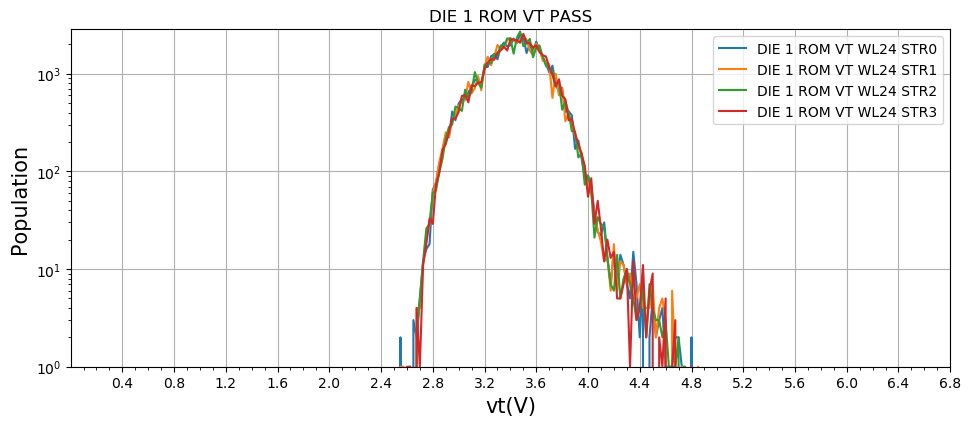 DIE 1 ROM VT PASS
DIE 1 ROM VT WL24 STR0
DIE 1 ROM VT WL24 STR1
DIE 1 ROM VT WL24 STR2
DIE 1 ROM VT WL24 STR3
Population
10³
10²
10¹
10⁰
0.4 0.8 1.2 1.6 2.0 2.4 2.8 3.2 3.6 4.0 4.4 4.8 5.2 5.6 6.0 6.4 6.8
vt(V)